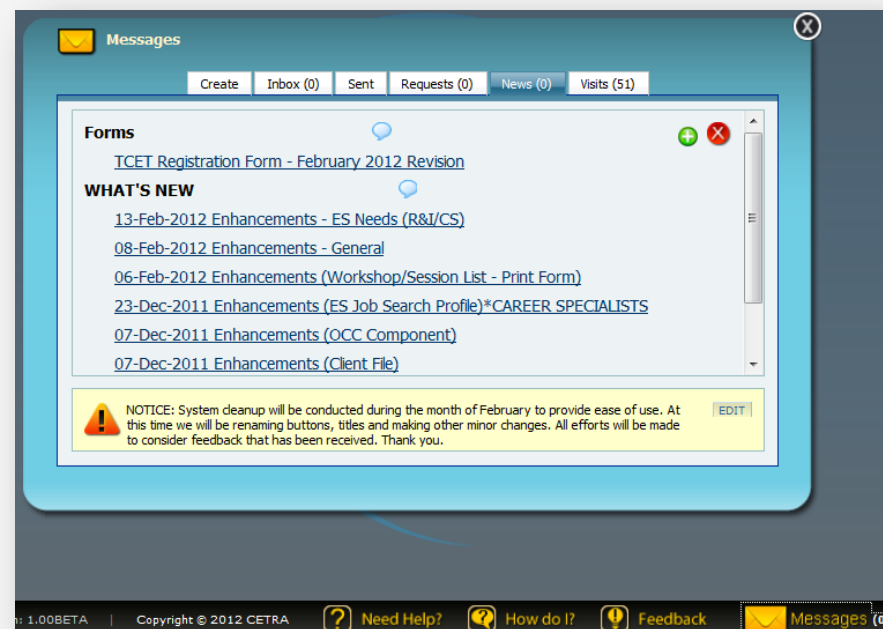 Messages
X
Create Inbox (0) Sent Requests (0) News (0) Visits (51)
Forms
TCET Registration Form - February 2012 Revision
WHAT'S NEW
13-Feb-2012 Enhancements - ES Needs (R&I/CS)
08-Feb-2012 Enhancements - General
06-Feb-2012 Enhancements (Workshop/Session List - Print Form)
23-Dec-2011 Enhancements (ES Job Search Profile)*CAREER SPECIALISTS
07-Dec-2011 Enhancements (OCC Component)
07-Dec-2011 Enhancements (Client File)
NOTICE: System cleanup will be conducted during the month of February to provide ease of use. At
this time we will be renaming buttons, titles and making other minor changes. All efforts will be made
to consider feedback that has been received. Thank you.
EDIT
n: 1.00BETA | Copyright © 2012 CETRA ? Need Help? ? How do I? ! Feedback Messages (0